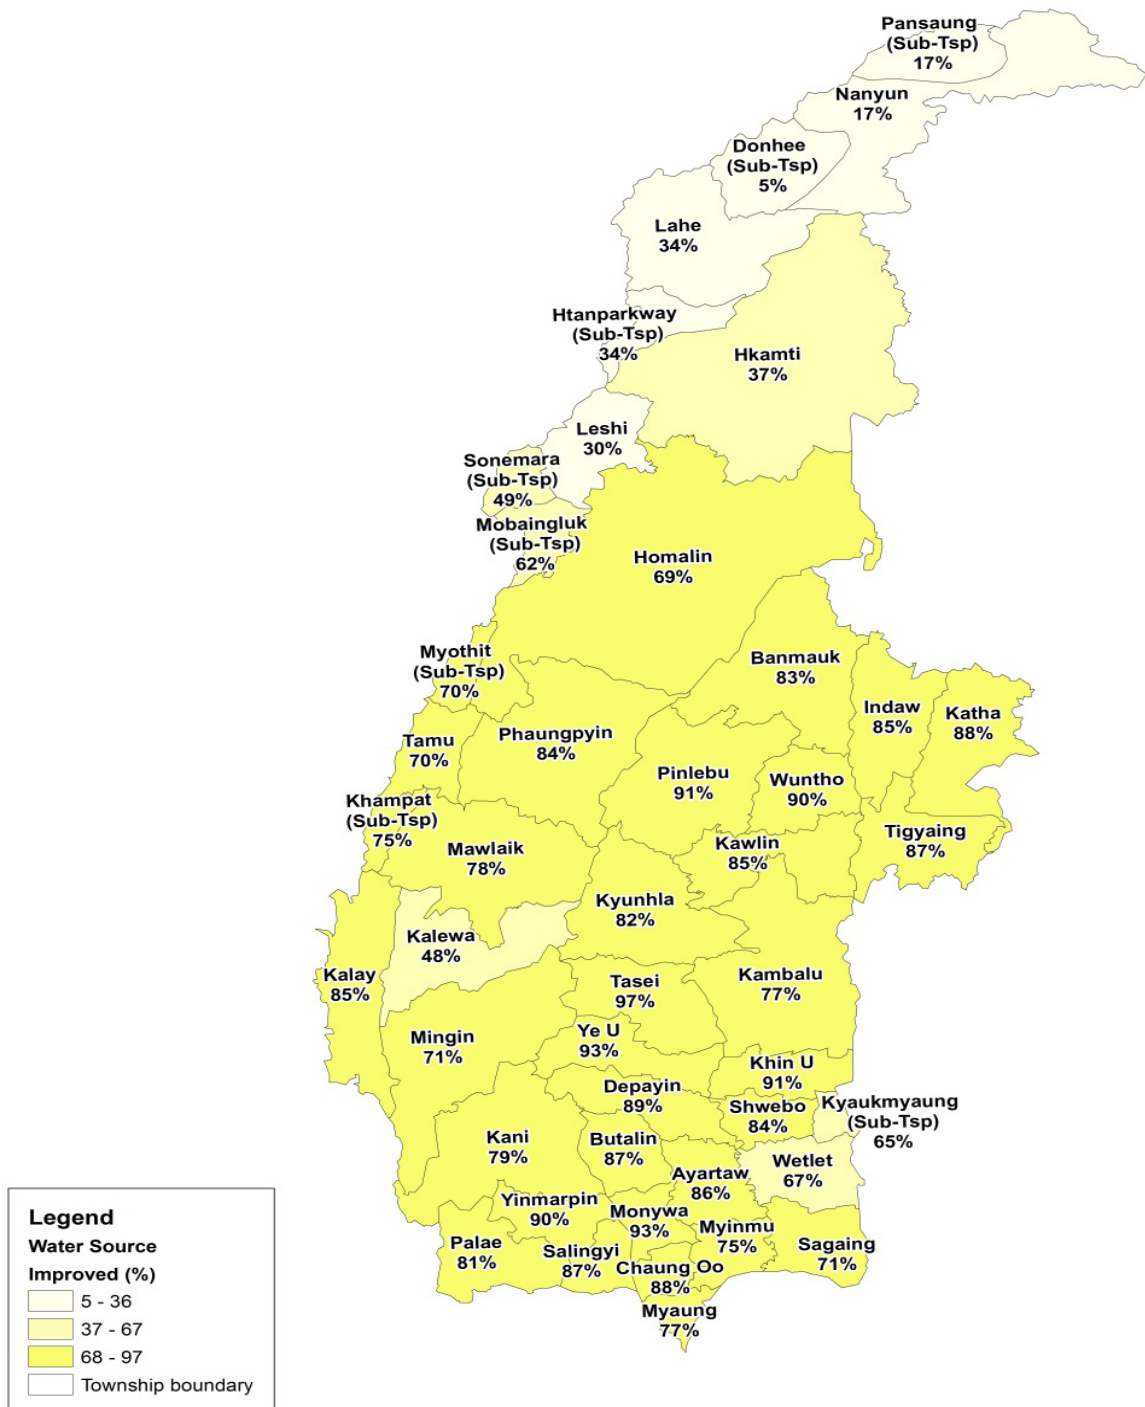 Pansaung
(Sub-Tsp)
17%
Nanyun
17%
Donhee
(Sub-Tsp)
5%
Lahe
34%
Htanparkway
(Sub-Tsp)
34%
Hkamti
37%
Leshi
30%
Sonemara
(Sub-Tsp)
49%
Mobaingluk
(Sub-Tsp)
62%
Homalin
69%
Myothit
(Sub-Tsp)
70%
Banmauk
83%
Indaw
85%
Katha
88%
Tamu
70%
Phaungpyin
84%
Pinlebu
91%
Wuntho
90%
Khampat
(Sub-Tsp)
75%
Mawlaik
78%
Kawlin
85%
Tigyaing
87%
Kyunhla
82%
Kalewa
48%
Kalay
85%
Tasei
97%
Kambalu
77%
Mingin
71%
Ye U
93%
Khin U
91%
Depayin
89%
Shwebo
84%
Kyaukmyaung
(Sub-Tsp)
65%
Kani
79%
Butalin
87%
Ayartaw
86%
Wetlet
67%
Yinmarpin
90%
Monywa
93%
Myinmu
75%
Sagaing
71%
Palae
81%
Salingyi
87%
Chaung Oo
88%
Myaung
77%
Legend
Water Source
Improved (%)
5 - 36
37 - 67
68 - 97
Township boundary